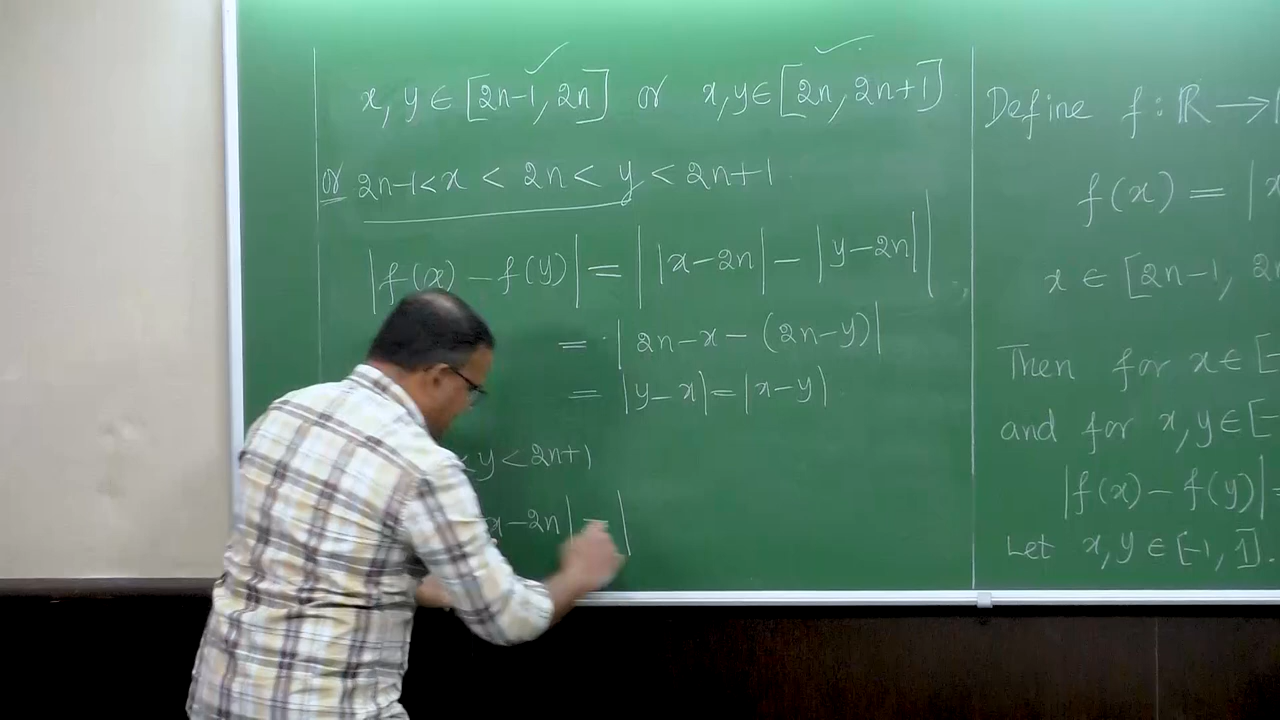 x, y ∈ [2n-1, 2n] or x, y ∈ [2n, 2n+1]
or 2n-1 < x < 2n < y < 2n+1
|f(x) - f(y)| = ||x-2n| - |y-2n||
= |2n-x-(2n-y)|
= |y-x| = |x-y|
< y < 2n+1
x-2n| - |
Define f : ℝ →
f(x) = |x
x ∈ [2n-1, 2n
Then for x ∈ [-
and for x, y ∈ [-
|f(x) - f(y)| =
Let x, y ∈ [-1, 1].